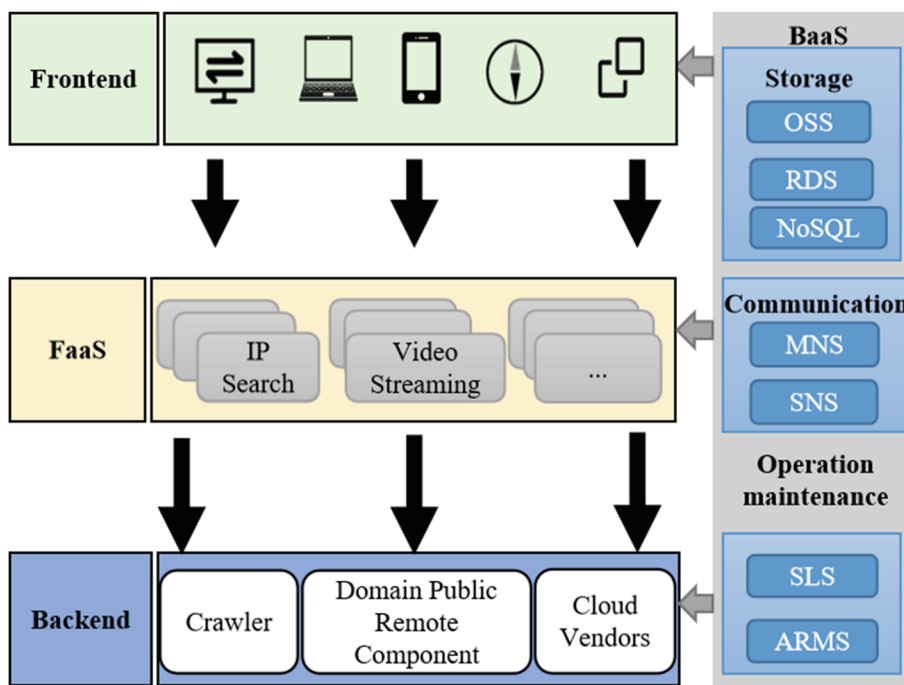 Frontend
BaaS
Storage
OSS
RDS
NoSQL
FaaS
IP
Search
Video
Streaming
...
Communication
MNS
SNS
Operation
maintenance
Backend
Crawler
Domain Public
Remote
Component
Cloud
Vendors
SLS
ARMS